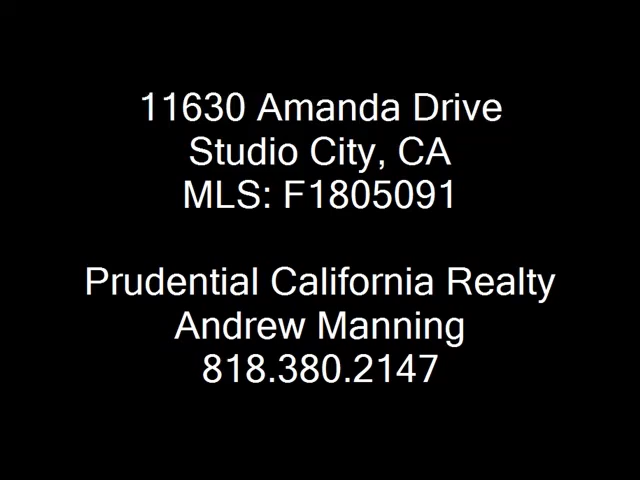 11630 Amanda Drive
Studio City, CA
MLS: F1805091
Prudential California Realty
Andrew Manning
818.380.2147